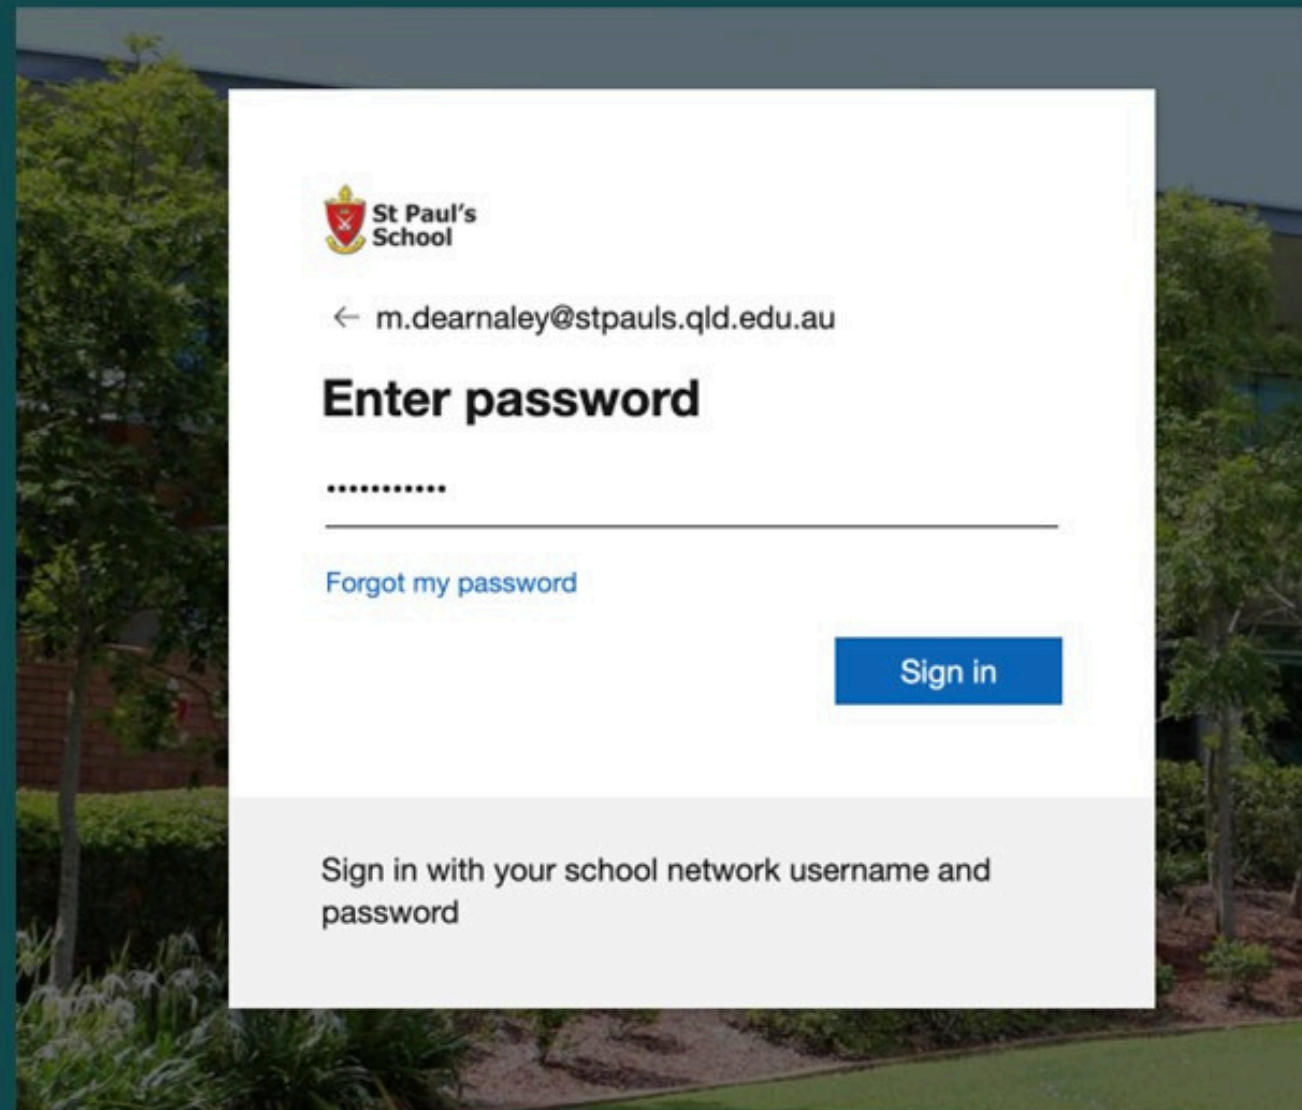 St Paul's
School
← m.dearnaley@stpauls.qld.edu.au
Enter password
•••••••••••
Forgot my password
Sign in
Sign in with your school network username and
password